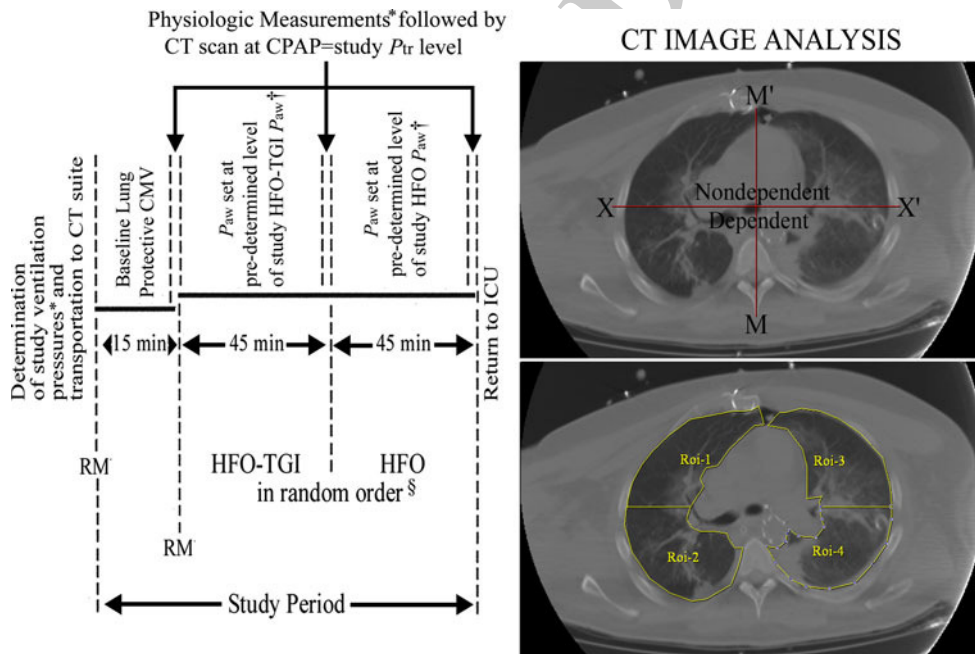 Physiologic Measurements* followed by
CT scan at CPAP=study Ptr level
Determination
of study ventilation
pressures* and
transportation to CT suite
Baseline Lung
Protective CMV
Paw set at
pre-determined level
of study HFO-TGI Paw†
Paw set at
pre-determined level
of study HFO Paw†
Return to ICU
15 min
45 min
45 min
RM
HFO-TGI
HFO
in random order§
RM
Study Period
CT IMAGE ANALYSIS
M'
Nondependent
X
X'
Dependent
M
Roi-1
Roi-3
Roi-2
Roi-4